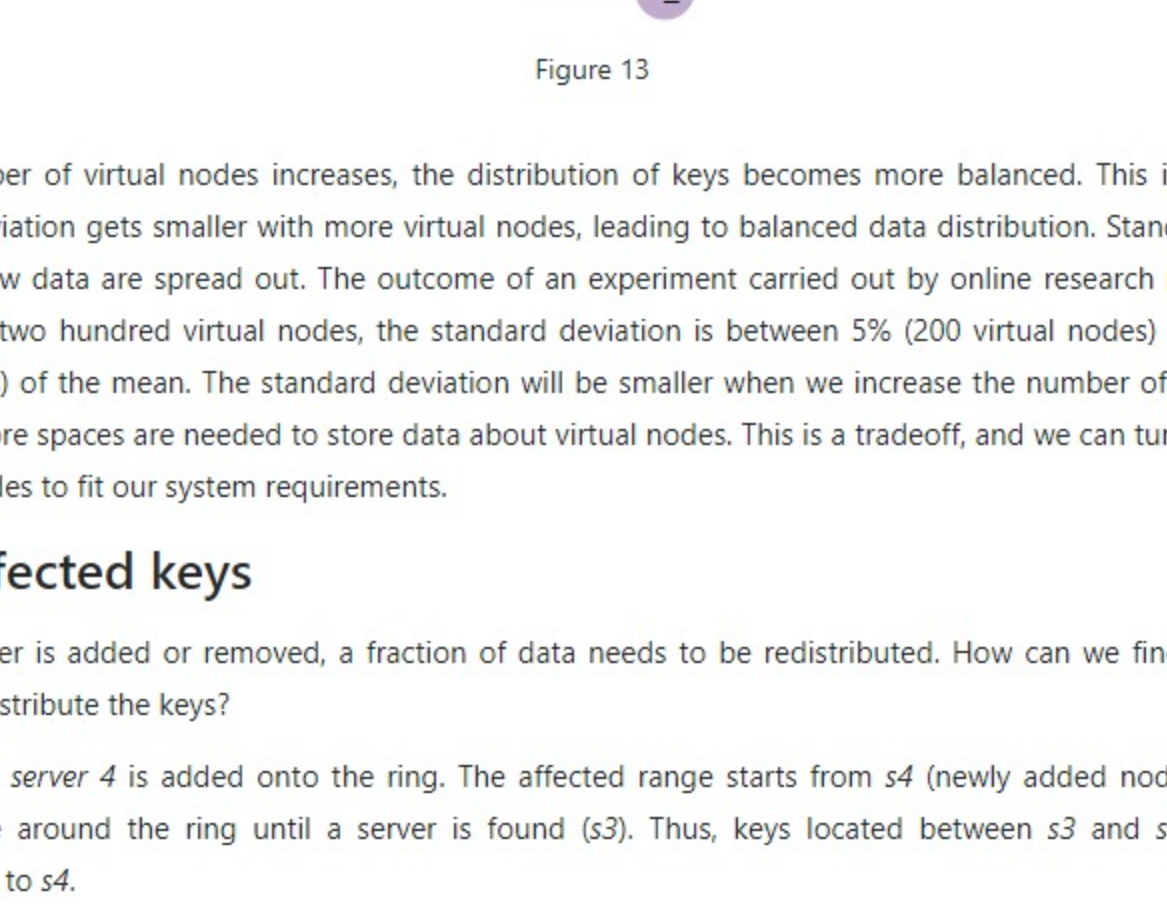 Figure 13
ber of virtual nodes increases, the distribution of keys becomes more balanced. This i
viation gets smaller with more virtual nodes, leading to balanced data distribution. Stan
w data are spread out. The outcome of an experiment carried out by online research
two hundred virtual nodes, the standard deviation is between 5% (200 virtual nodes)
) of the mean. The standard deviation will be smaller when we increase the number of
re spaces are needed to store data about virtual nodes. This is a tradeoff, and we can tu
des to fit our system requirements.
fected keys
er is added or removed, a fraction of data needs to be redistributed. How can we fin
stribute the keys?
server 4 is added onto the ring. The affected range starts from s4 (newly added nod
around the ring until a server is found (s3). Thus, keys located between s3 and s
to s4.